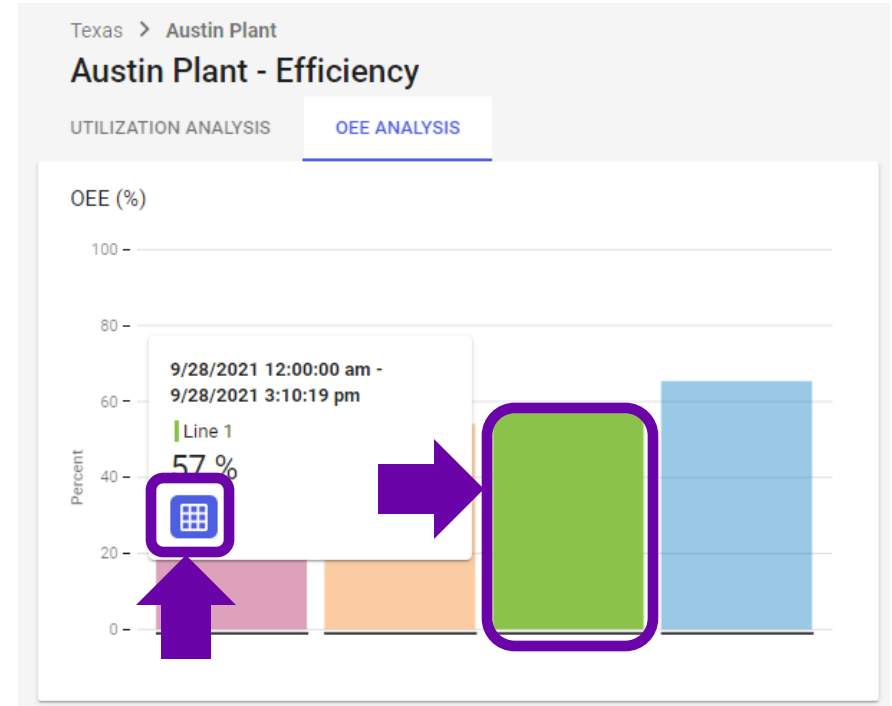 Texas > Austin Plant
Austin Plant - Efficiency
UTILIZATION ANALYSIS OEE ANALYSIS
OEE (%)
100
80
9/28/2021 12:00:00 am -
9/28/2021 3:10:19 pm
60
Line 1
57 %
Percent
40
20
0